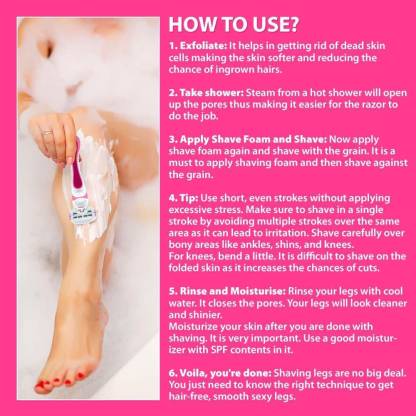 HOW TO USE?
1. Exfoliate: It helps in getting rid of dead skin
cells making the skin softer and reducing the
chance of ingrown hairs.
2. Take shower: Steam from a hot shower will open
up the pores thus making it easier for the razor to
do the job.
3. Apply Shave Foam and Shave: Now apply
shave foam again and shave with the grain. It is a
must to apply shaving foam and then shave against
the grain.
4. Tip: Use short, even strokes without applying
excessive stress. Make sure to shave in a single
stroke by avoiding multiple strokes over the same
area as it can lead to irritation. Shave carefully over
bony areas like ankles, shins, and knees.
For knees, bend a little. It is difficult to shave on the
folded skin as it increases the chances of cuts.
5. Rinse and Moisturise: Rinse your legs with cool
water. It closes the pores. Your legs will look cleaner
and shinier.
Moisturize your skin after you are done with
shaving. It is very important. Use a good moistur-
izer with SPF contents in it.
6. Voila, you're done: Shaving legs are no big deal.
You just need to know the right technique to get
hair-free, smooth sexy legs.